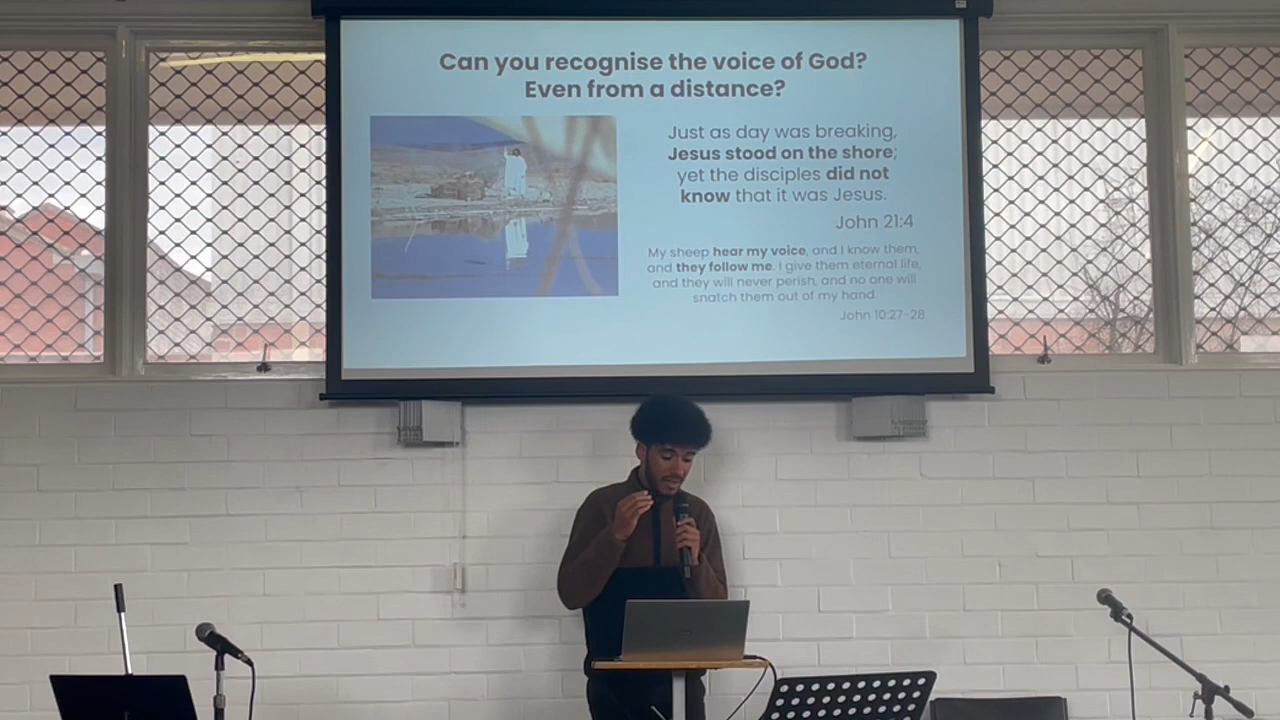 Can you recognise the voice of God?
Even from a distance?
Just as day was breaking,
Jesus stood on the shore;
yet the disciples did not
know that it was Jesus.
John 21:4
My sheep hear my voice, and I know them,
and they follow me. I give them eternal life,
and they will never perish, and no one will
snatch them out of my hand.
John 10:27-28